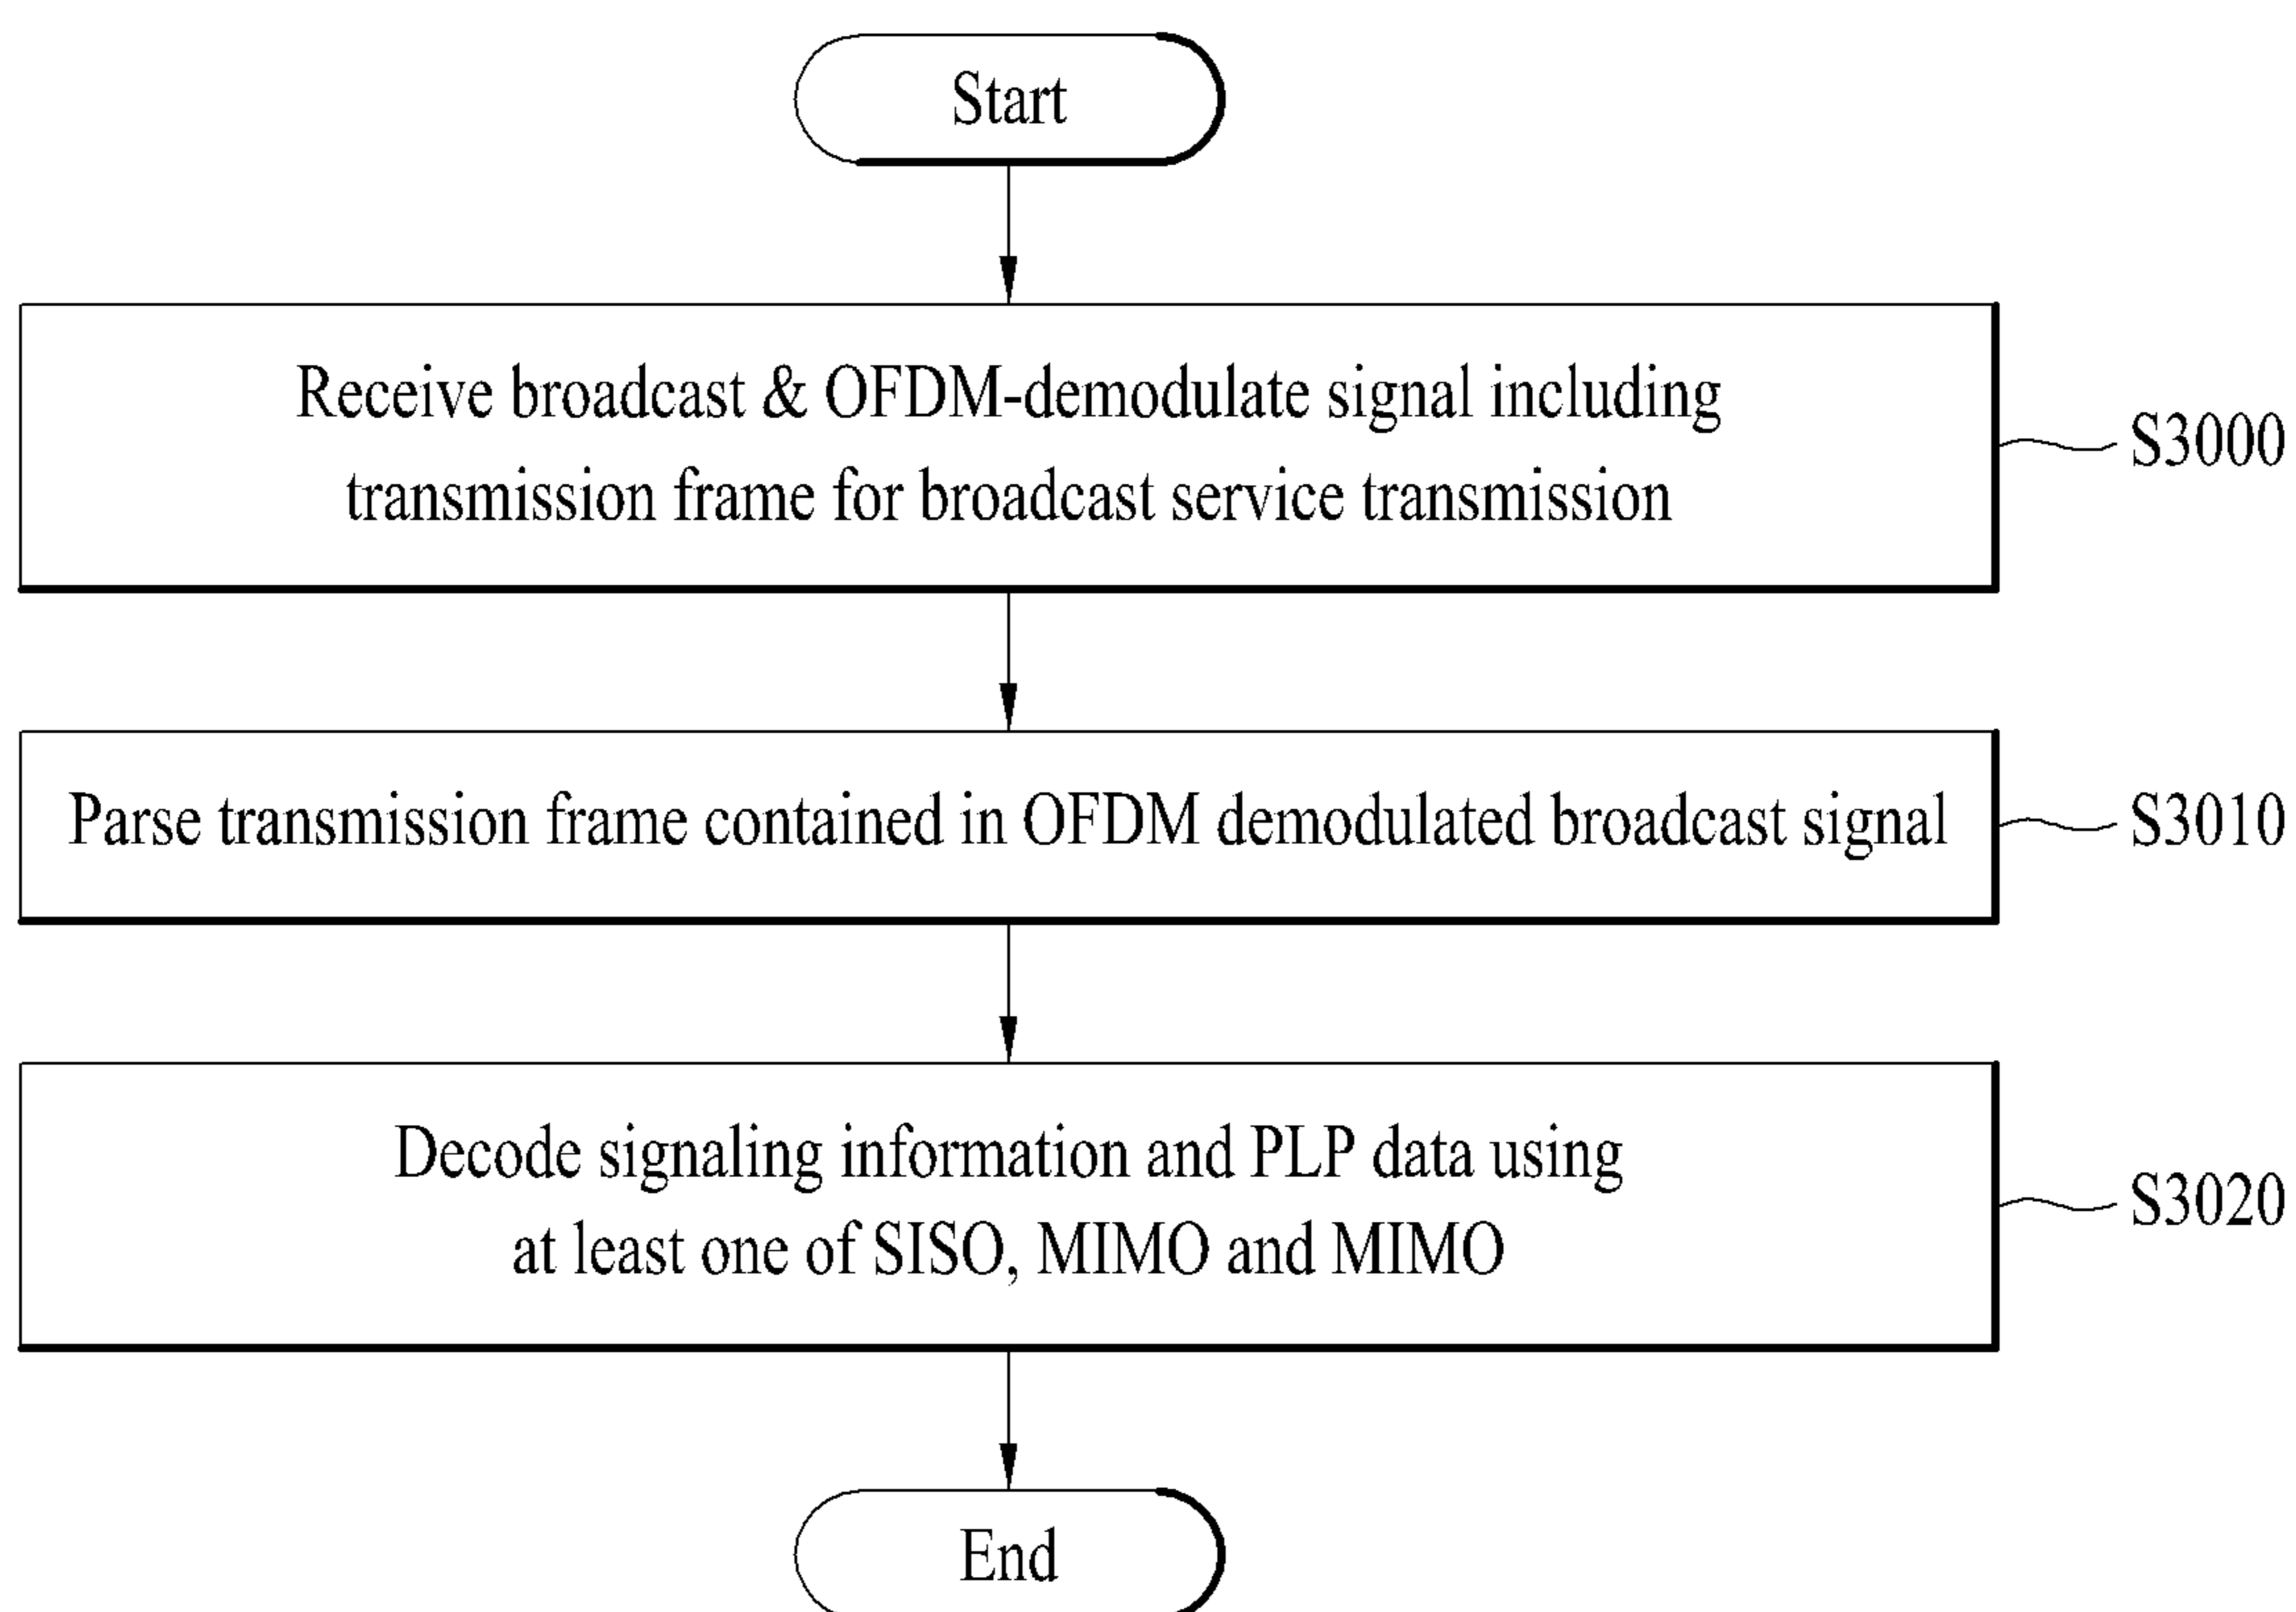 Start
Receive broadcast & OFDM-demodulate signal including
transmission frame for broadcast service transmission
S3000
Parse transmission frame contained in OFDM demodulated broadcast signal
S3010
Decode signaling information and PLP data using
at least one of SISO, MIMO and MIMO
S3020
End